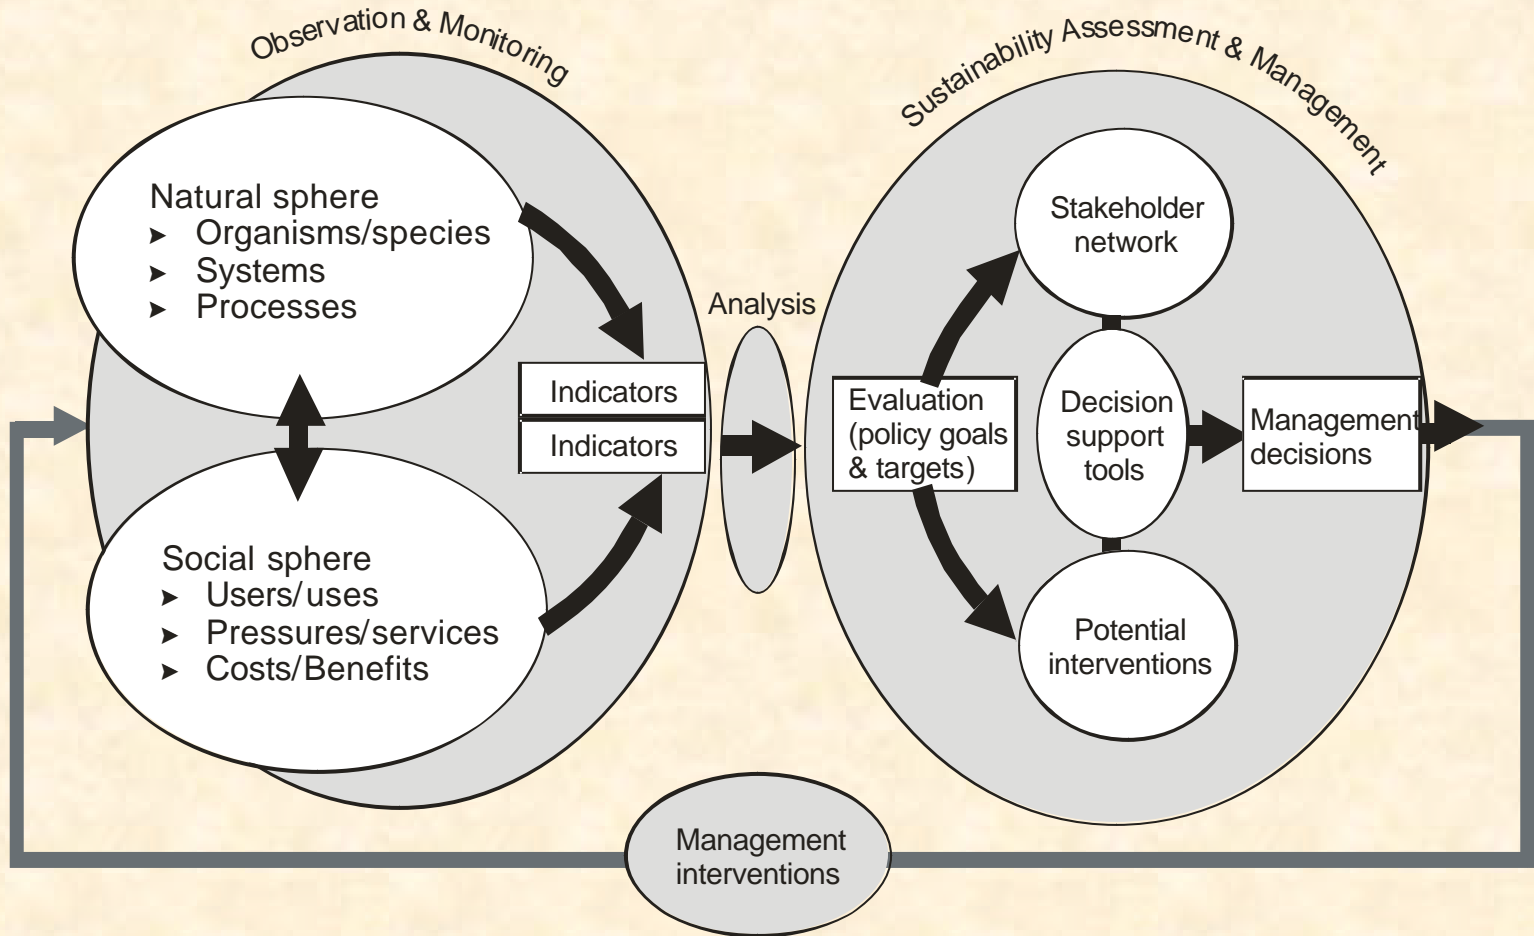 Observation & Monitoring
Natural sphere
➤ Organisms/species
➤ Systems
➤ Processes
Social sphere
➤ Users/uses
➤ Pressures/services
➤ Costs/Benefits
Indicators
Indicators
Analysis
Sustainability Assessment & Management
Evaluation
(policy goals
& targets)
Stakeholder
network
Decision
support
tools
Potential
interventions
Management
decisions
Management
interventions